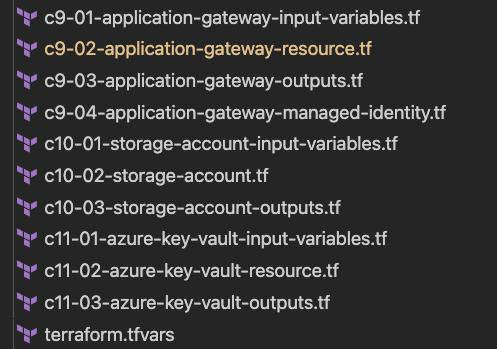 c9-01-application-gateway-input-variables.tf
c9-02-application-gateway-resource.tf
c9-03-application-gateway-outputs.tf
c9-04-application-gateway-managed-identity.tf
c10-01-storage-account-input-variables.tf
c10-02-storage-account.tf
c10-03-storage-account-outputs.tf
c11-01-azure-key-vault-input-variables.tf
c11-02-azure-key-vault-resource.tf
c11-03-azure-key-vault-outputs.tf
terraform.tfvars